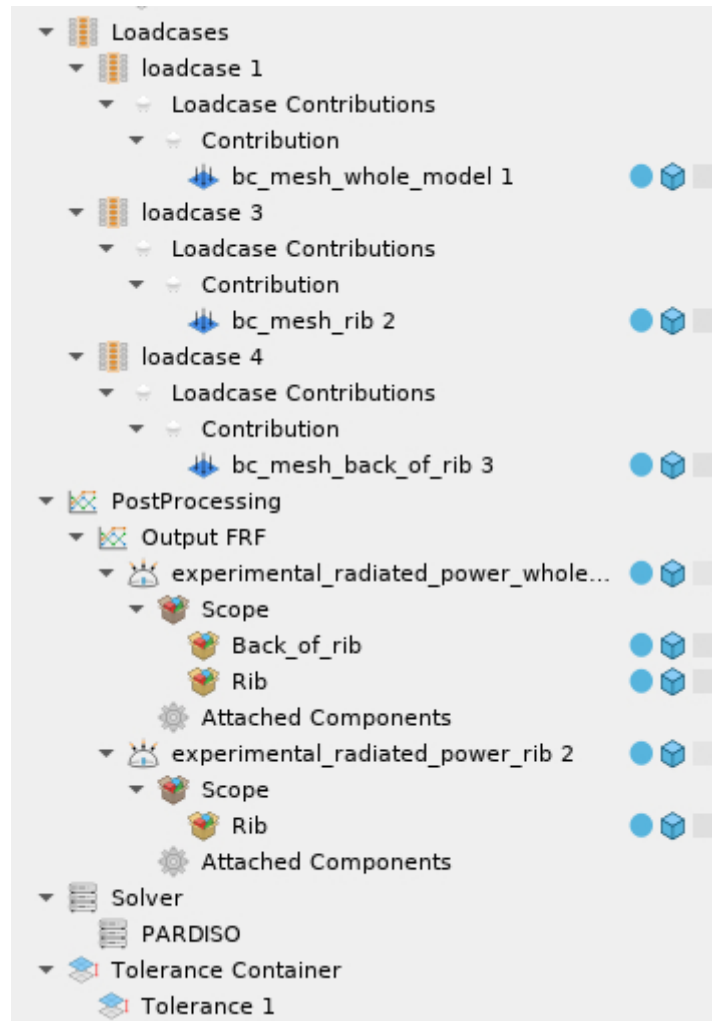 Loadcases
loadcase 1
Loadcase Contributions
Contribution
bc_mesh_whole_model 1
loadcase 3
Loadcase Contributions
Contribution
bc_mesh_rib 2
loadcase 4
Loadcase Contributions
Contribution
bc_mesh_back_of_rib 3
PostProcessing
Output FRF
experimental_radiated_power_whole...
Scope
Back_of_rib
Rib
Attached Components
experimental_radiated_power_rib 2
Scope
Rib
Attached Components
Solver
PARDISO
Tolerance Container
Tolerance 1